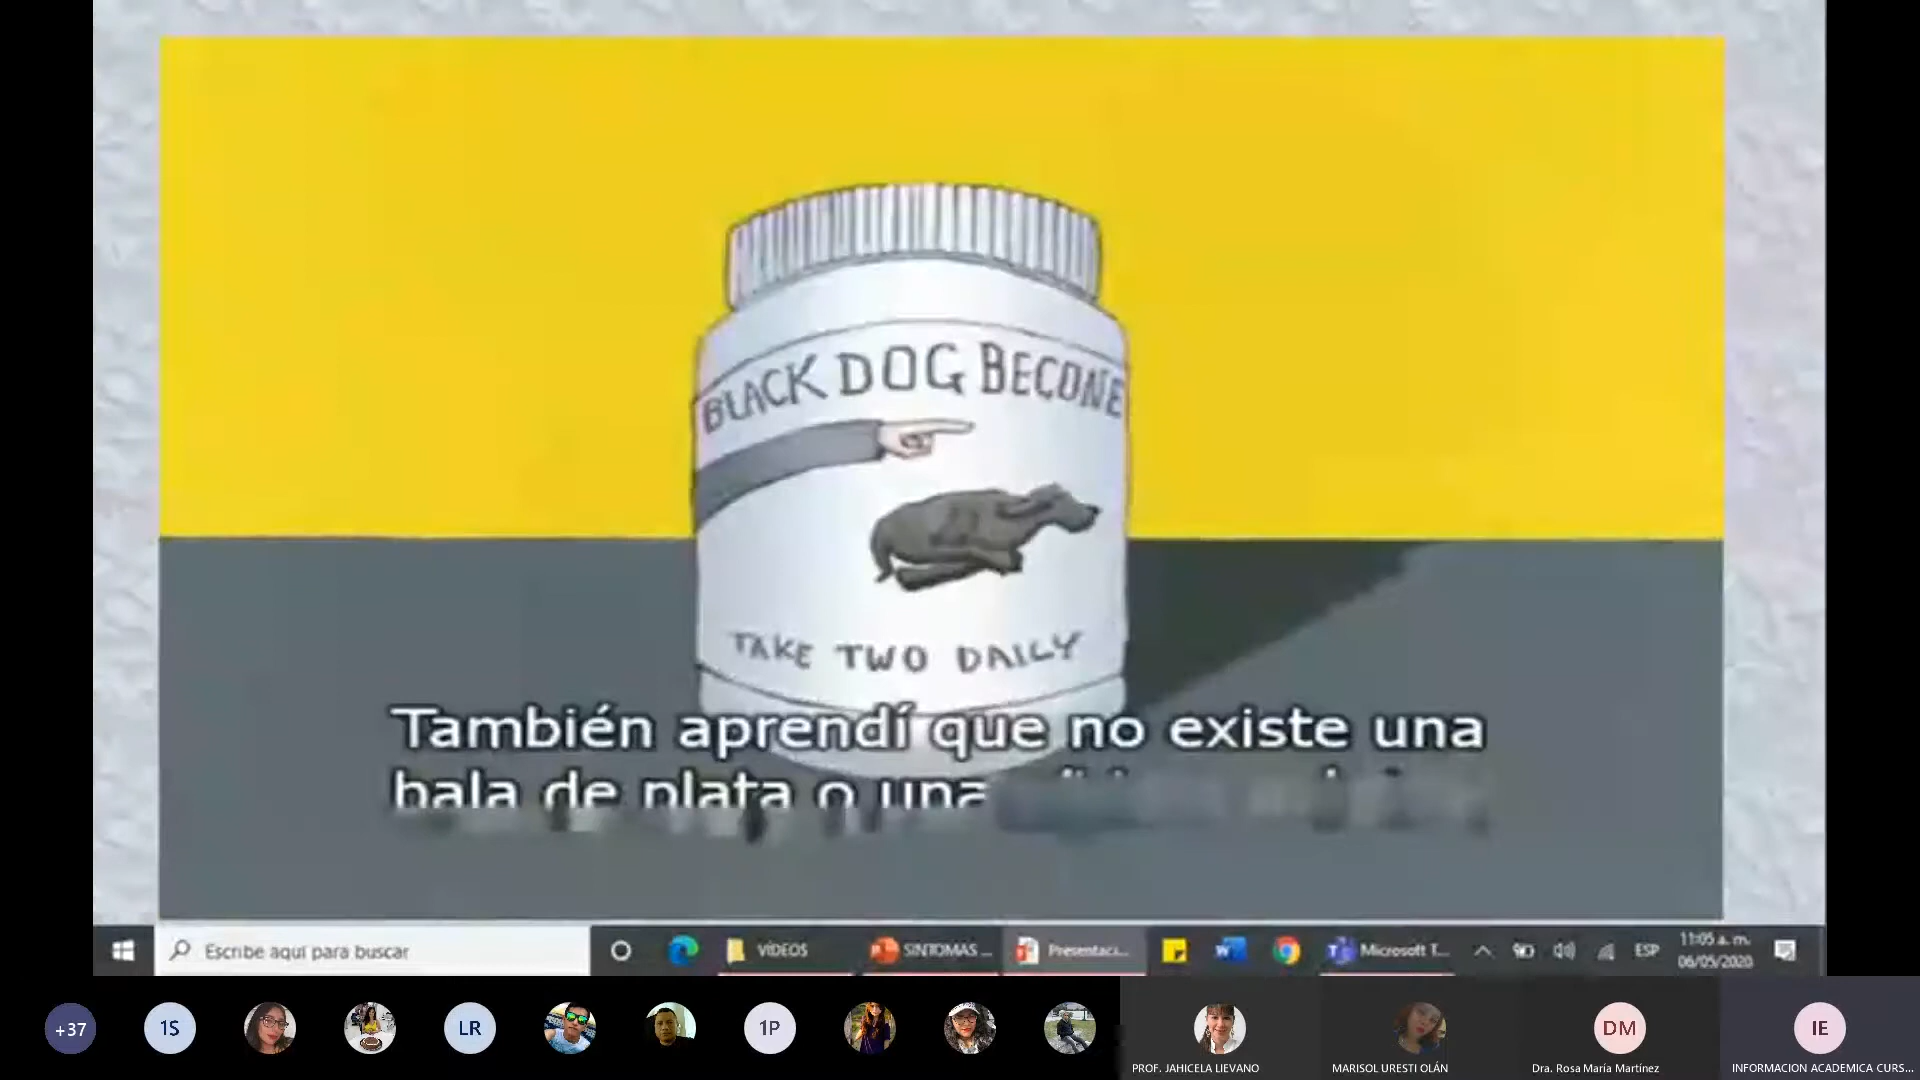 BLACK DOG BEGONE
TAKE TWO DAILY
También aprendí que no existe una
bala de plata o una
Escribe aquí para buscar
VÍDEOS
SINTOMAS ...
Presentaci...
Microsoft T...
ESP
11:05 a. m.
06/05/2020
+37
1S
LR
1P
DM
IE
PROF. JAHICELA LIEVANO
MARISOL URESTI OLÁN
Dra. Rosa María Martínez
INFORMACION ACADEMICA CURS...